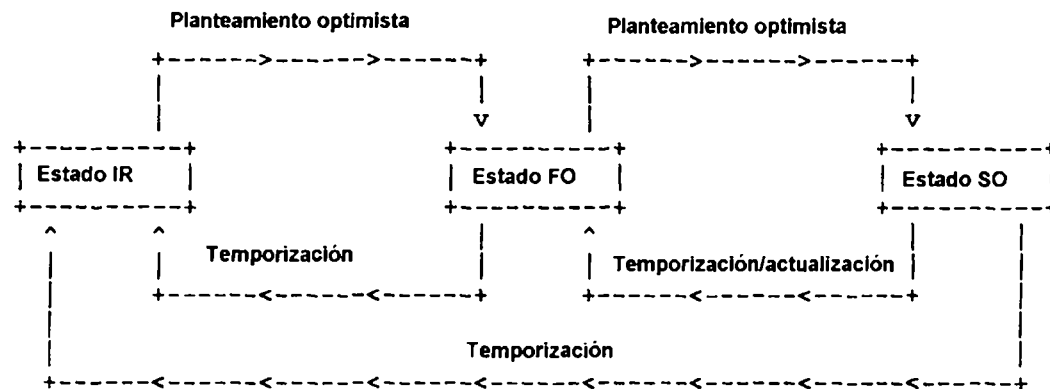 Planteamiento optimista
Planteamiento optimista
Estado IR
Estado FO
Estado SO
Temporización
Temporización/actualización
Temporización